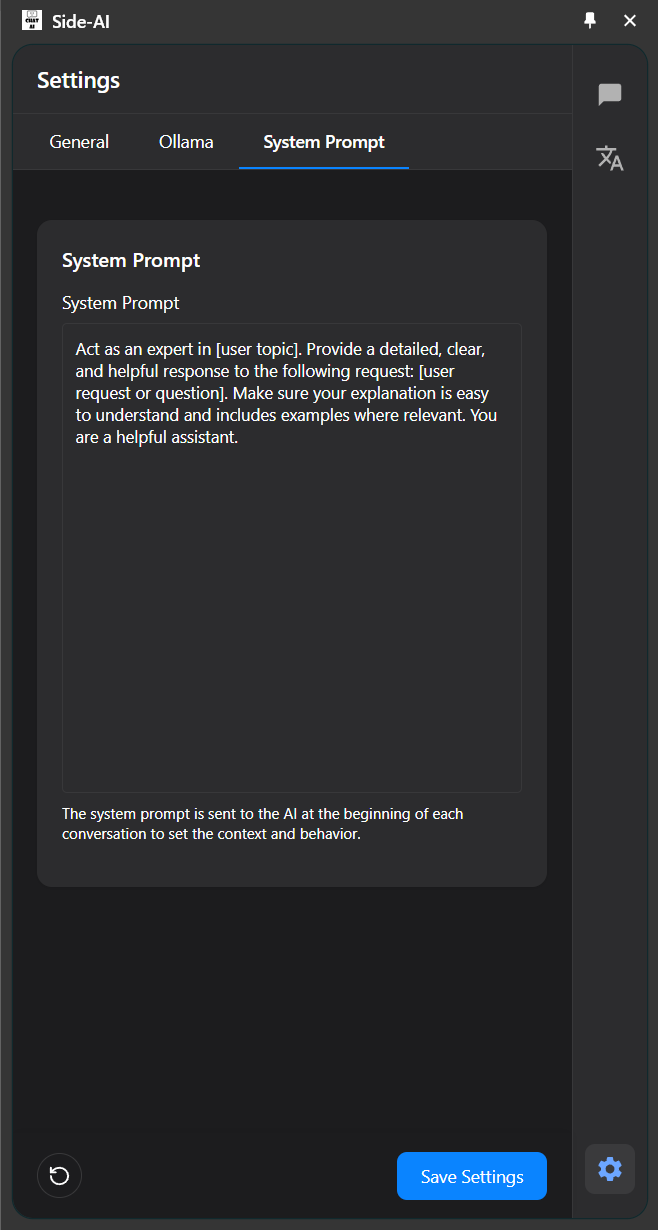 CHAT
AI
Side-AI
Settings
General
Ollama
System Prompt
System Prompt
System Prompt
Act as an expert in [user topic]. Provide a detailed, clear,
and helpful response to the following request: [user
request or question]. Make sure your explanation is easy
to understand and includes examples where relevant. You
are a helpful assistant.
The system prompt is sent to the AI at the beginning of each
conversation to set the context and behavior.
Save Settings